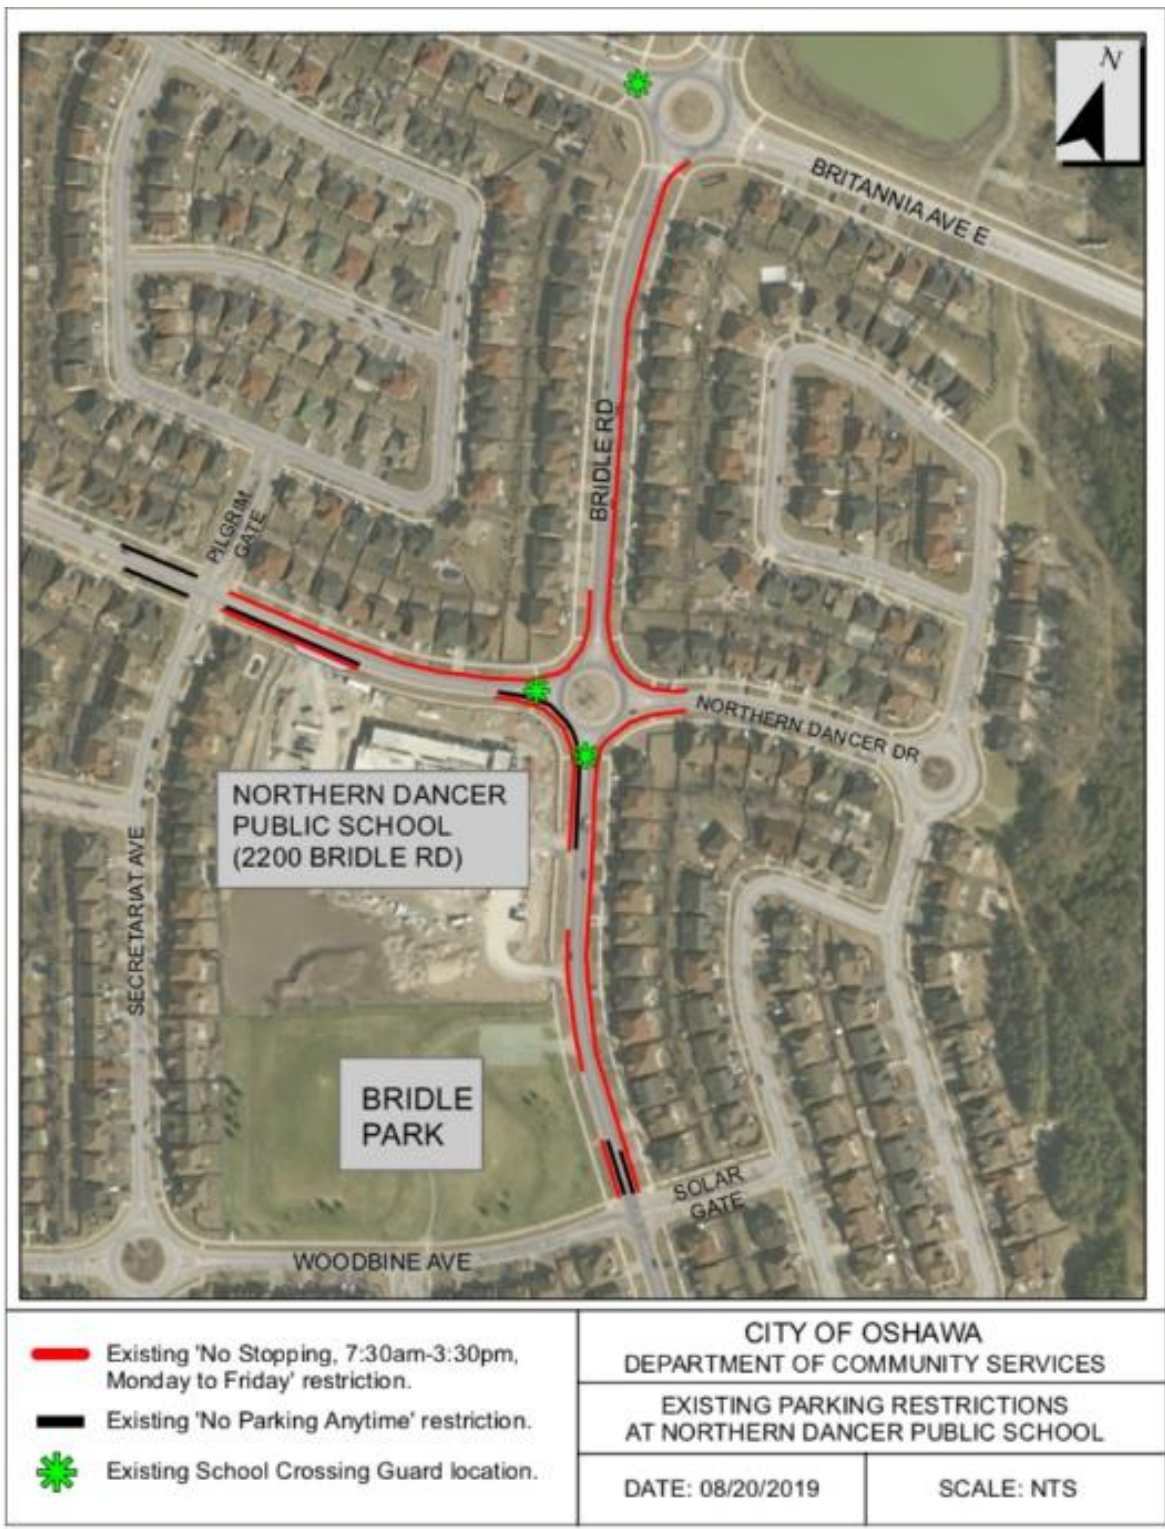 N
BRITANNIA AVE E
BRIDLE RD
PILGRIM
GATE
NORTHERN DANCER DR
NORTHERN DANCER
PUBLIC SCHOOL
(2200 BRIDLE RD)
SECRETARIAT AVE
BRIDLE
PARK
SOLAR
GATE
WOODBINE AVE
Existing 'No Stopping, 7:30am-3:30pm,
Monday to Friday' restriction.
Existing 'No Parking Anytime' restriction.
Existing School Crossing Guard location.
CITY OF OSHAWA
DEPARTMENT OF COMMUNITY SERVICES
EXISTING PARKING RESTRICTIONS
AT NORTHERN DANCER PUBLIC SCHOOL
DATE: 08/20/2019
SCALE: NTS